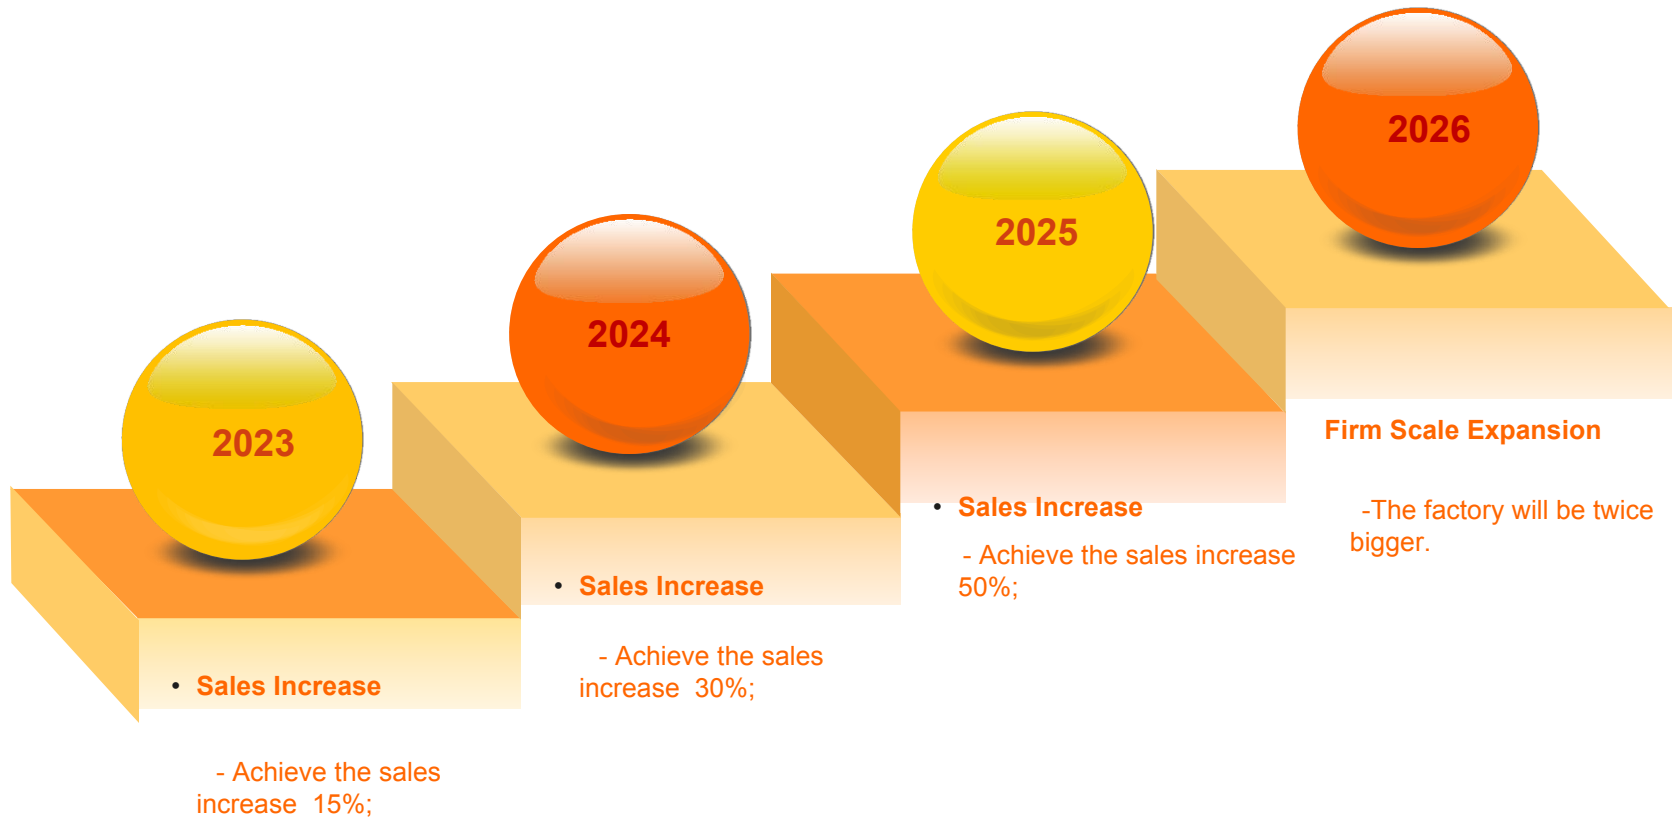 2023
• Sales Increase
- Achieve the sales
increase  15%;
2024
• Sales Increase
- Achieve the sales
increase  30%;
2025
• Sales Increase
- Achieve the sales increase
50%;
2026
Firm Scale Expansion
-The factory will be twice
bigger.